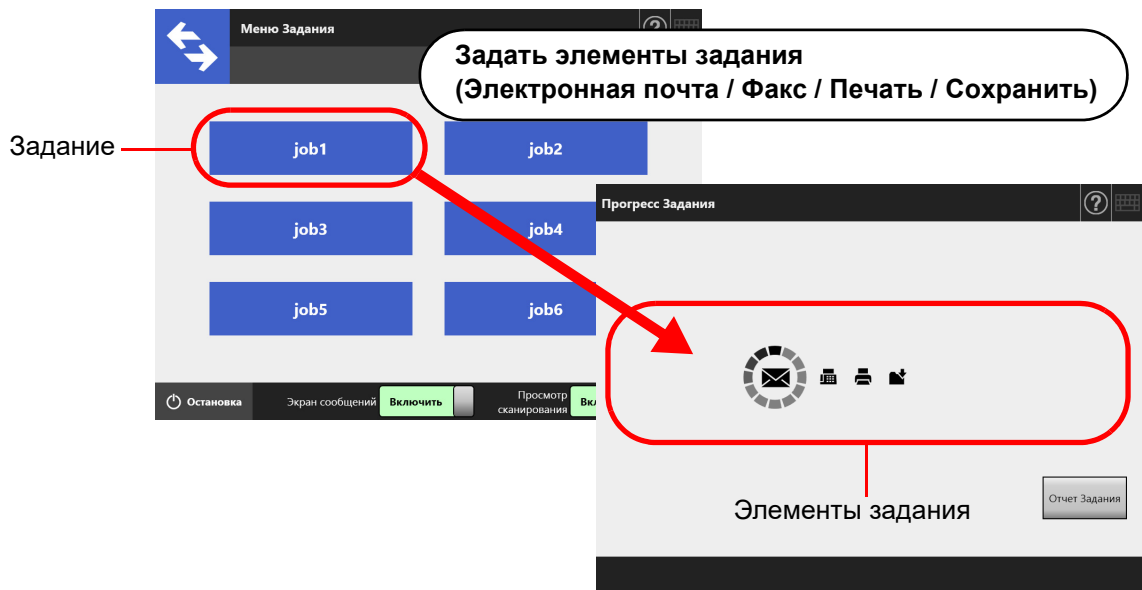 Меню Задания
?
Задать элементы задания
(Электронная почта / Факс / Печать / Сохранить)
Задание
job1
job2
job3
job4
job5
job6
Остановка
Экран сообщений
Включить
Просмотр
сканирования
Прогресс Задания
?
Элементы задания
Отчет Задания